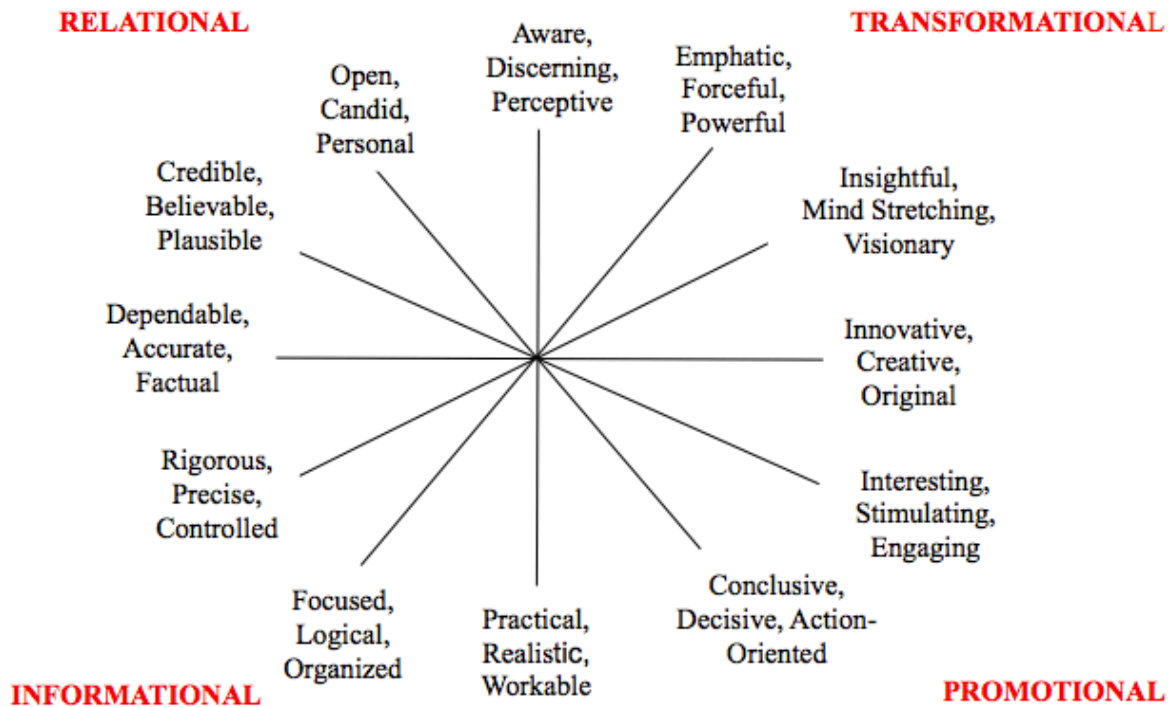 RELATIONAL
TRANSFORMATIONAL
Aware,
Discerning,
Perceptive
Emphatic,
Forceful,
Powerful
Open,
Candid,
Personal
Credible,
Believable,
Plausible
Insightful,
Mind Stretching,
Visionary
Dependable,
Accurate,
Factual
Innovative,
Creative,
Original
Rigorous,
Precise,
Controlled
Interesting,
Stimulating,
Engaging
Focused,
Logical,
Organized
Practical,
Realistic,
Workable
Conclusive,
Decisive, Action-
Oriented
INFORMATIONAL
PROMOTIONAL